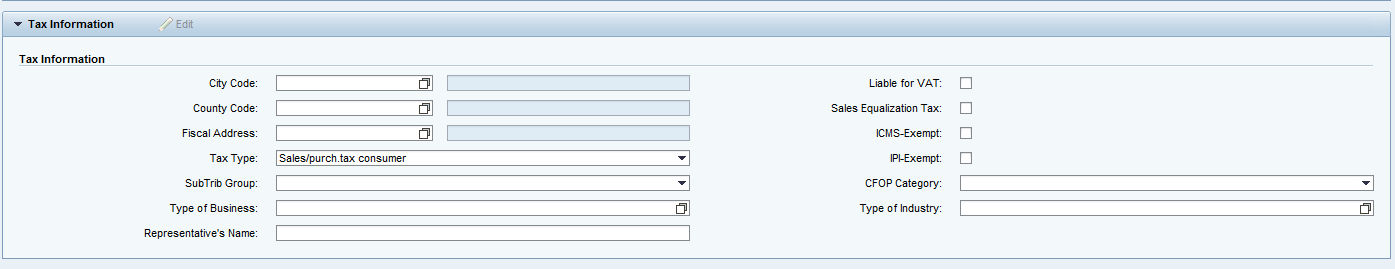 Tax Information Edit
Tax Information
City Code: Liable for VAT:
County Code: Sales Equalization Tax:
Fiscal Address: ICMS-Exempt:
Tax Type: Sales/purch.tax consumer IPI-Exempt:
SubTrib Group: CFOP Category:
Type of Business: Type of Industry:
Representative's Name: